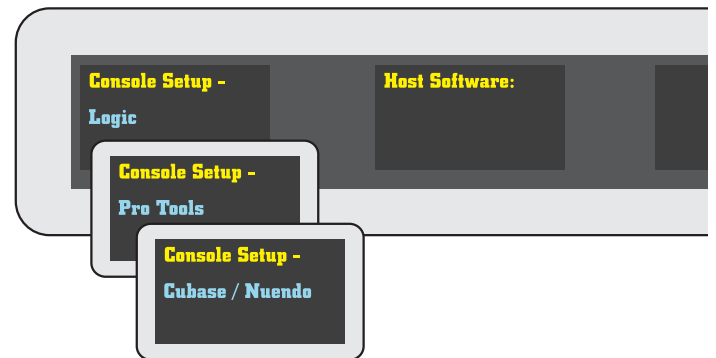 Console Setup -
Logic
Host Software:
Console Setup -
Pro Tools
Console Setup -
Cubase / Nuendo